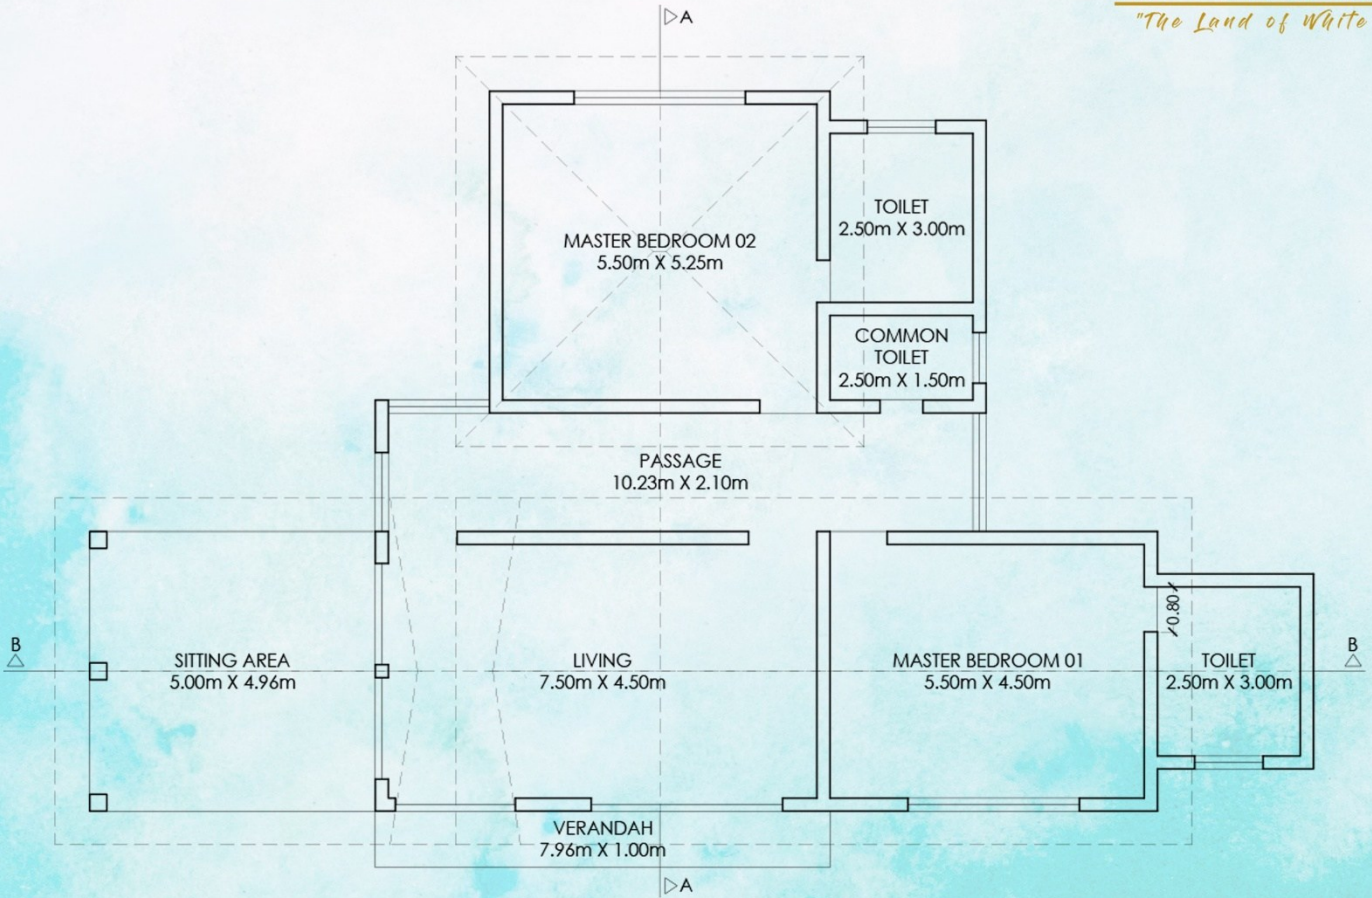 A
"The Land of White
TOILET
2.50m X 3.00m
MASTER BEDROOM 02
5.50m X 5.25m
COMMON
TOILET
2.50m X 1.50m
PASSAGE
10.23m X 2.10m
0.80
B
SITTING AREA
5.00m X 4.96m
LIVING
7.50m X 4.50m
MASTER BEDROOM 01
5.50m X 4.50m
TOILET
2.50m X 3.00m
B
VERANDAH
7.96m X 1.00m
A